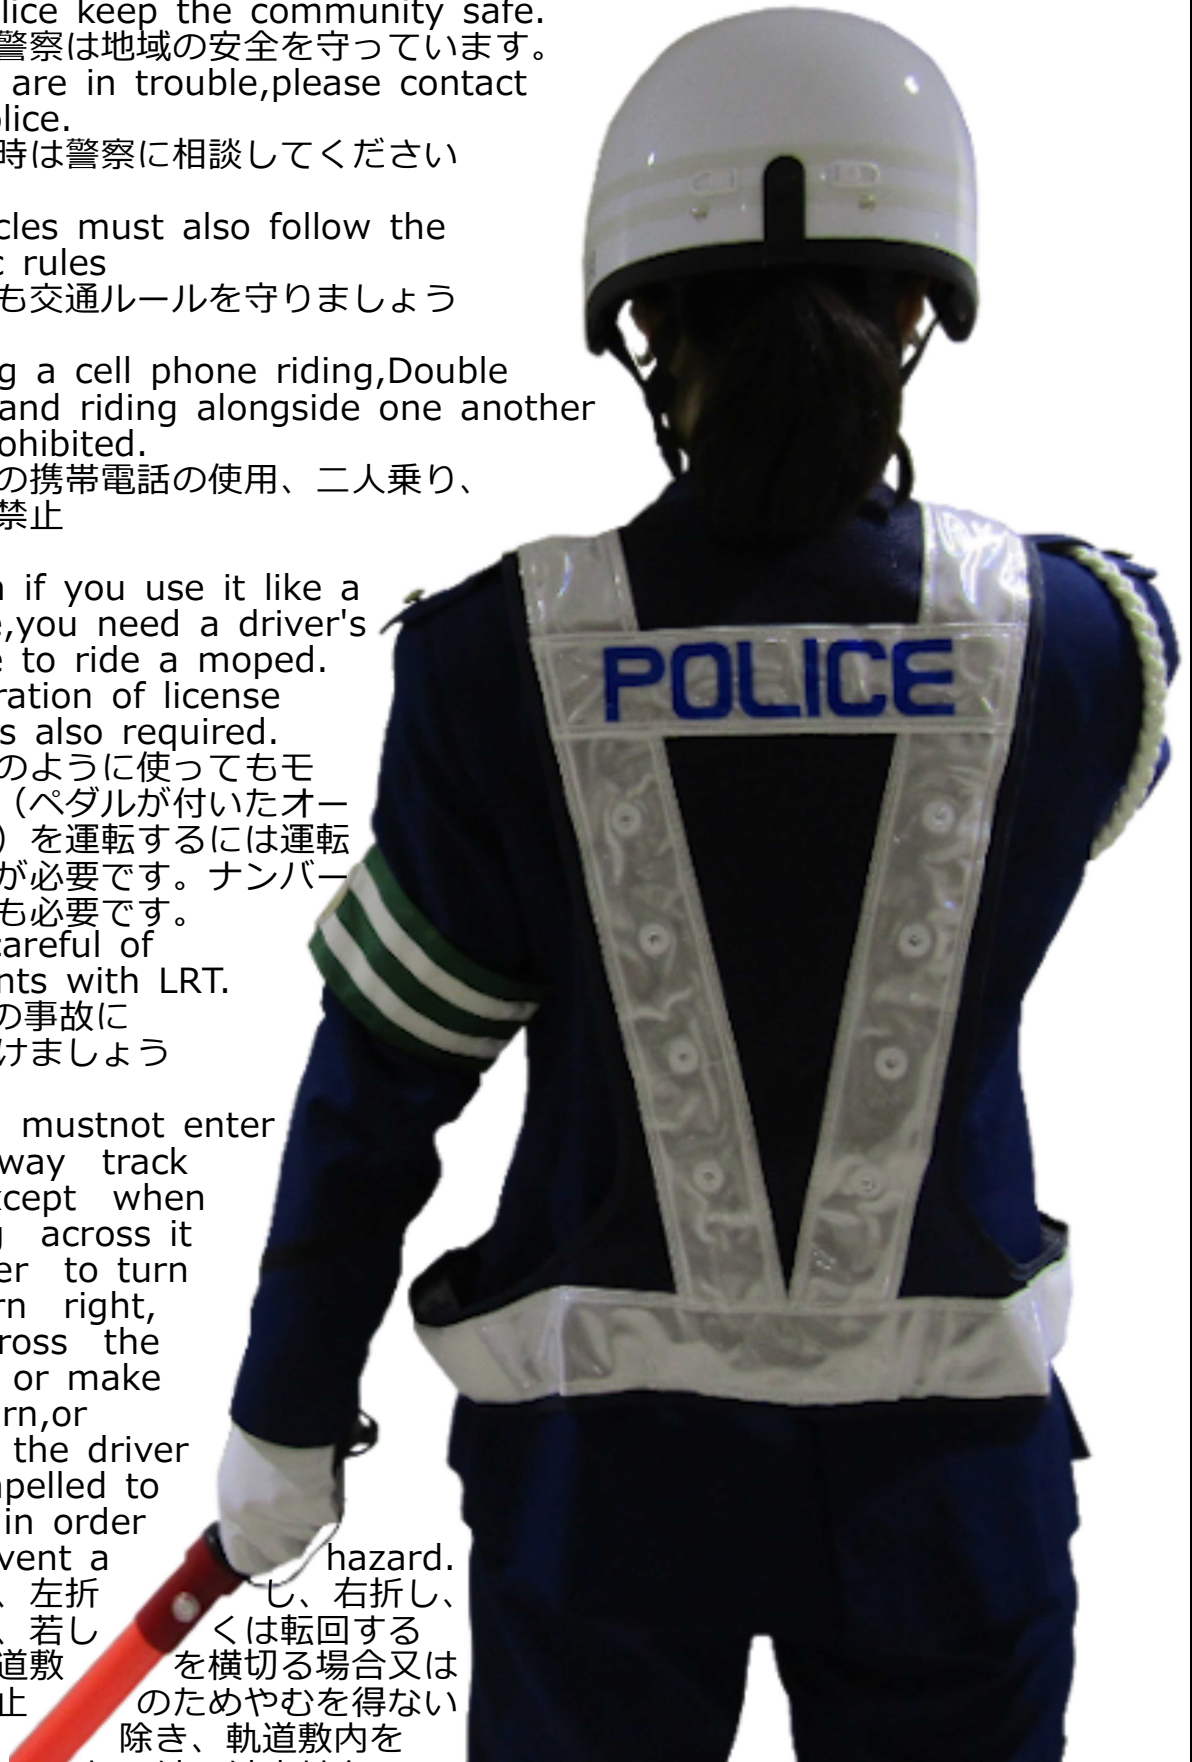 lice keep the community safe.
警察は地域の安全を守っています。
are in trouble,please contact
lice.
時は警察に相談してください
cles must also follow the
c rules
も交通ルールを守りましょう
g a cell phone riding,Double
and riding alongside one another
ohibited.
の携帯電話の使用、二人乗り、
禁止
n if you use it like a
e,you need a driver's
e to ride a moped.
ration of license
s also required.
のように使ってもモ
（ペダルが付いたオー
）を運転するには運転
が必要です。ナンバー
も必要です。
careful of
nts with LRT.
の事故に
けましょう
mustnot enter
way track
xcept when
g across it
er to turn
rn right,
ross the
or make
rn,or
the driver
pelled to
in order
vent a hazard.
、左折 し、右折し、
、若し くは転回する
道敷 を横切る場合又は
止 のためやむを得ない
除き、軌道敷内を
POLICE